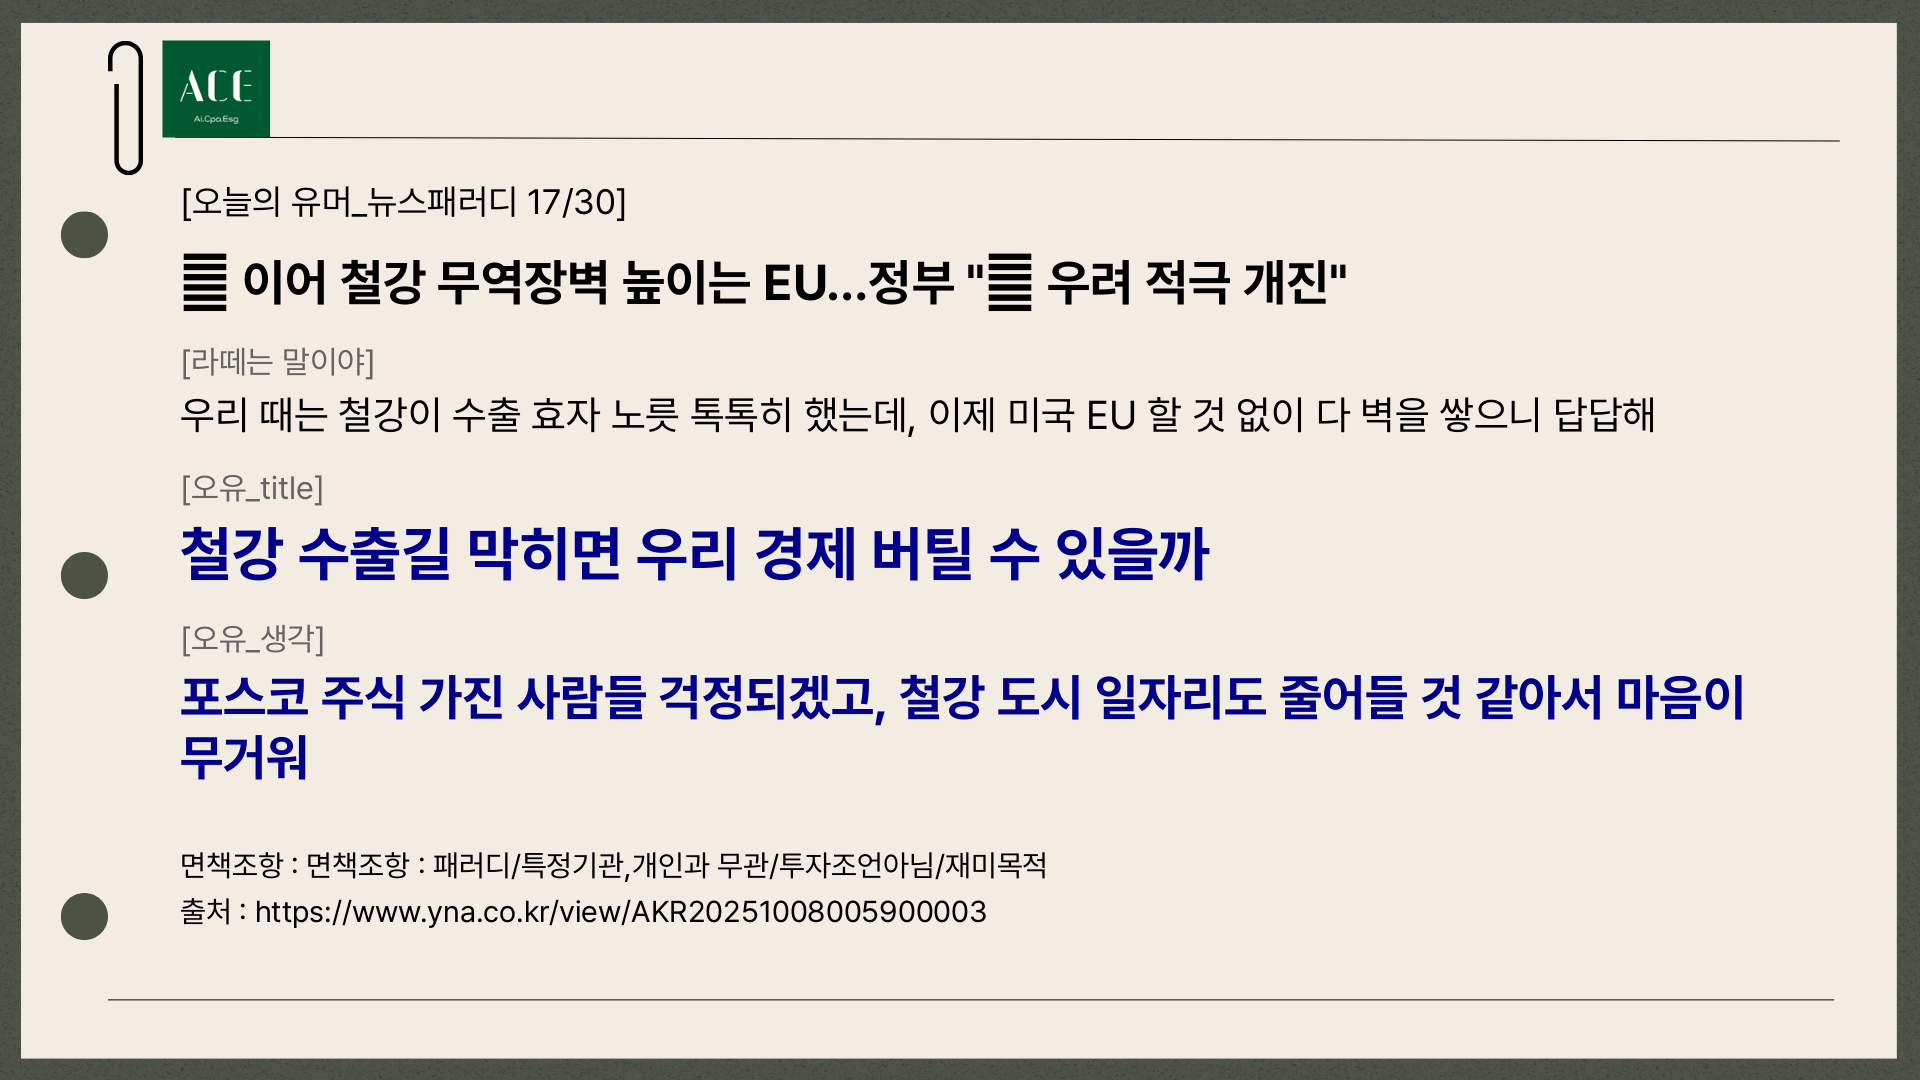 ACE
Ai.Cpa.Esg
[오늘의 유머_뉴스패러디 17/30]
이어 철강 무역장벽 높이는 EU...정부 " 우려 적극 개진"
[라떼는 말이야]
우리 때는 철강이 수출 효자 노릇 톡톡히 했는데, 이제 미국 EU 할 것 없이 다 벽을 쌓으니 답답해
[오유_title]
철강 수출길 막히면 우리 경제 버틸 수 있을까
[오유_생각]
포스코 주식 가진 사람들 걱정되겠고, 철강 도시 일자리도 줄어들 것 같아서 마음이
무거워
면책조항 : 면책조항 : 패러디/특정기관,개인과 무관/투자조언아님/재미목적
출처 : https://www.yna.co.kr/view/AKR20251008005900003